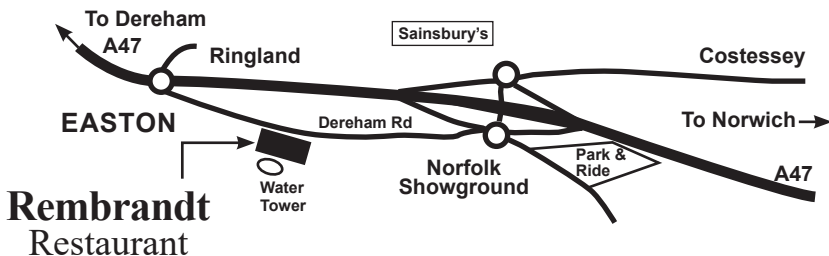 To Dereham
A47
Ringland
Sainsbury's
Costessey
EASTON
Dereham Rd
To Norwich
Water
Tower
Norfolk
Showground
Park &
Ride
A47
Rembrandt
Restaurant